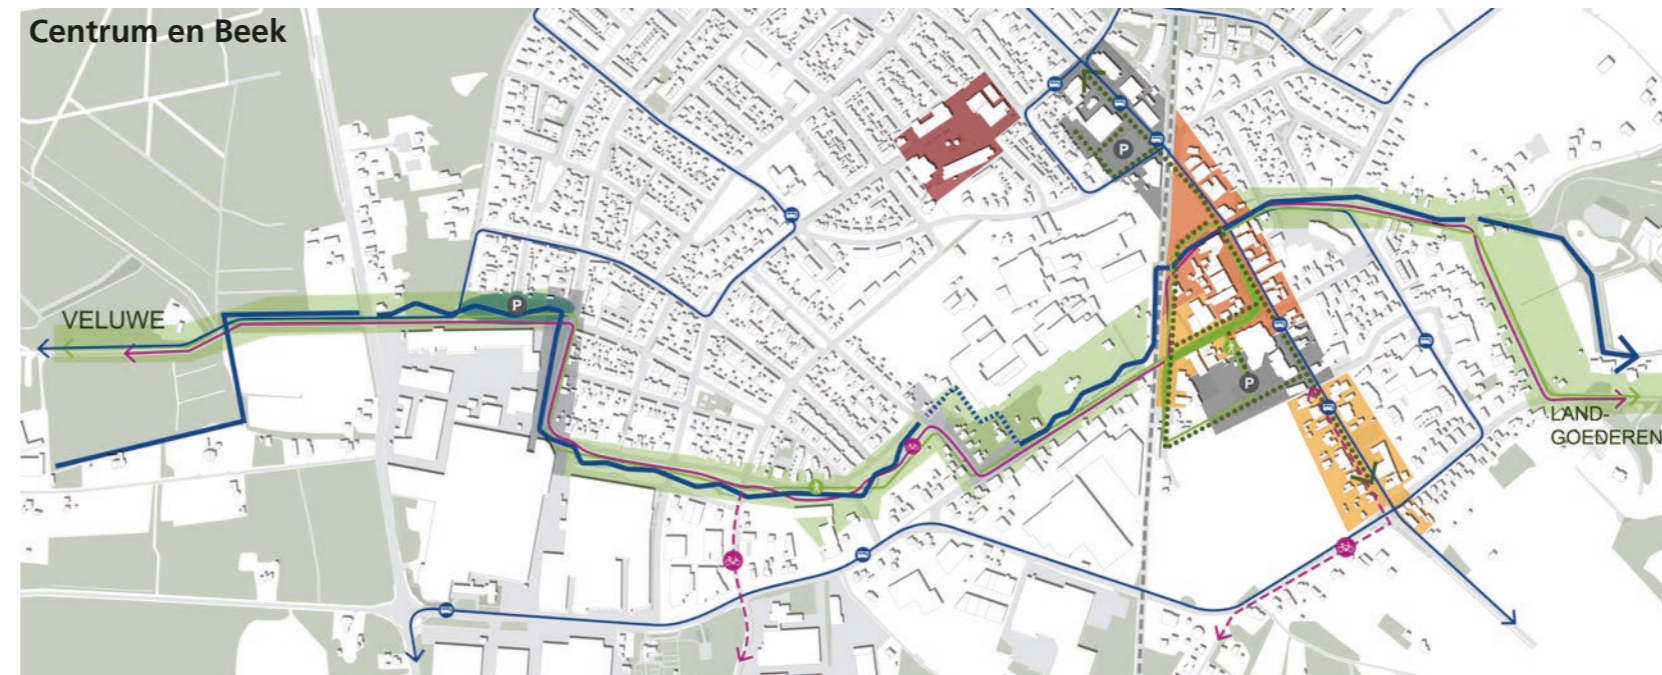 Centrum en Beek
VELUWE
P
P
P
LAND-
GOEDEREN